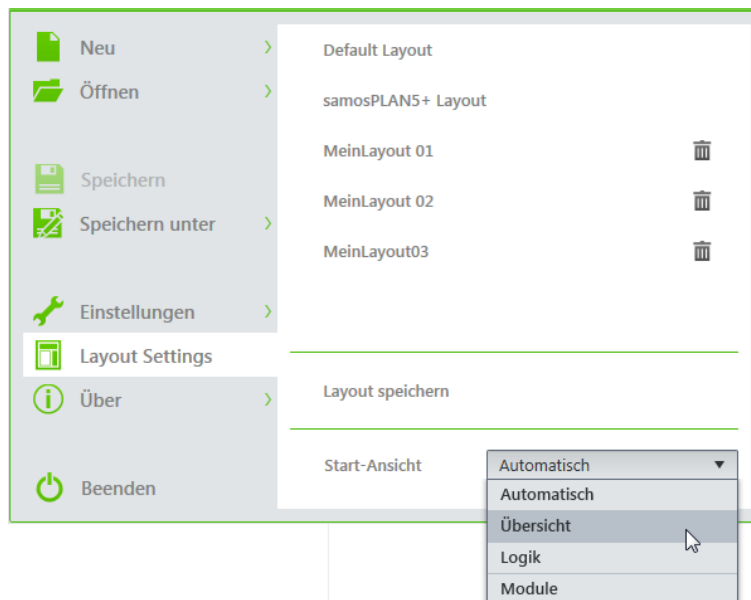 Neu
Öffnen
Speichern
Speichern unter
Einstellungen
Layout Settings
Über
Beenden
Default Layout
samosPLAN5+ Layout
MeinLayout 01
MeinLayout 02
MeinLayout03
Layout speichern
Start-Ansicht
Automatisch
Automatisch
Übersicht
Logik
Module